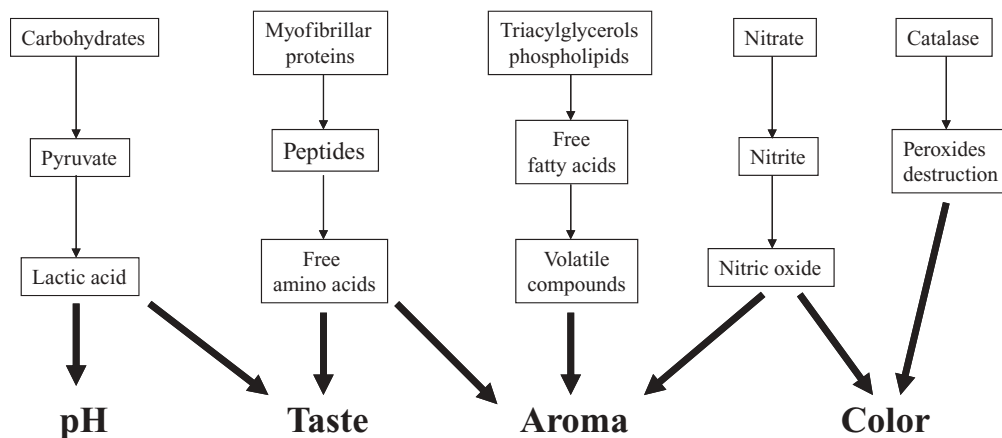 Carbohydrates
Myofibrillar
proteins
Triacylglycerols
phospholipids
Nitrate
Catalase
Pyruvate
Peptides
Free
fatty acids
Nitrite
Peroxides
destruction
Lactic acid
Free
amino acids
Volatile
compounds
Nitric oxide
pH
Taste
Aroma
Color